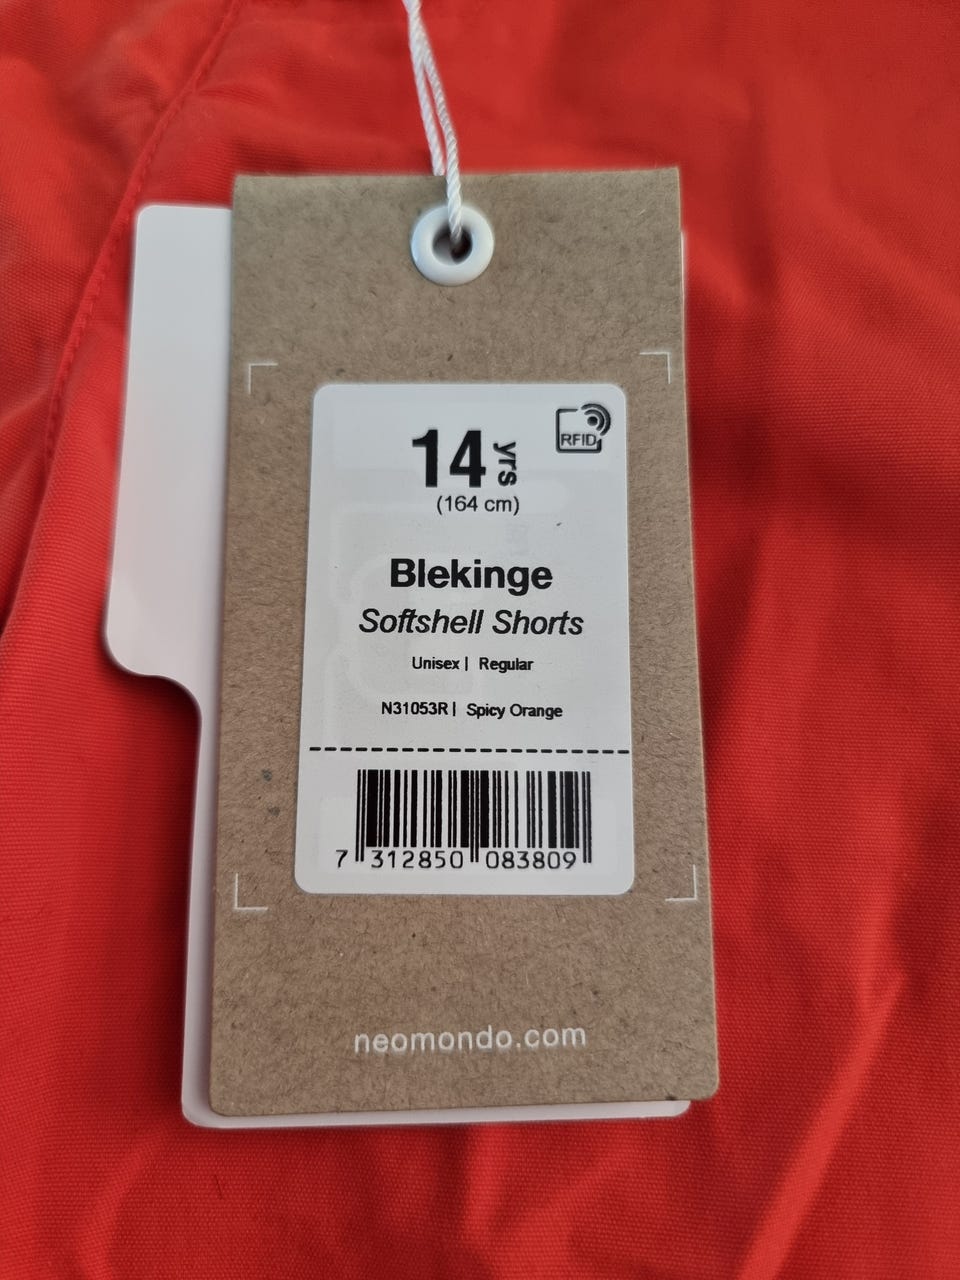 RFID
14 yrs
(164 cm)
Blekinge
Softshell Shorts
Unisex | Regular
N31053R | Spicy Orange
7 312850 083809
neomondo.com